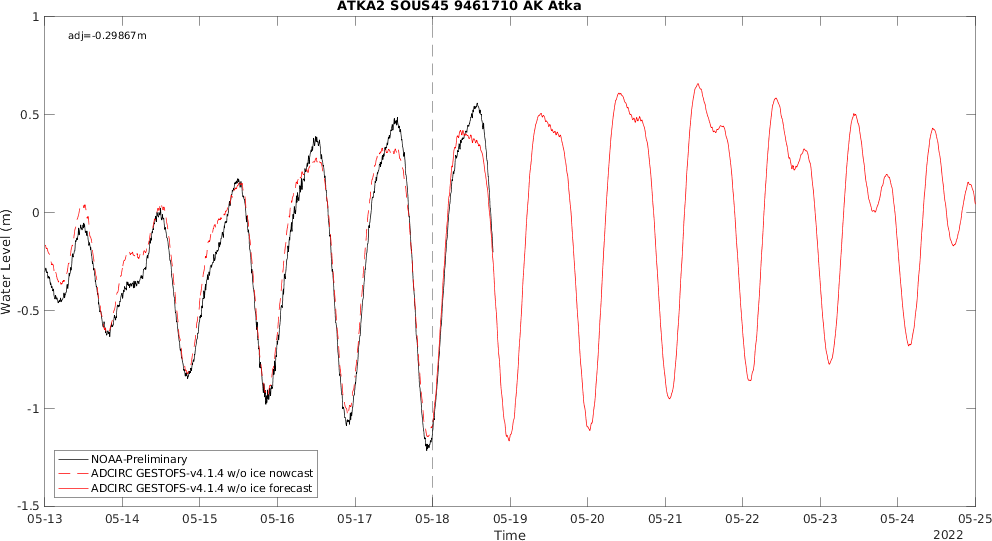 ATKA2 SOUS45 9461710 AK Atka
adj=-0.29867m
1
0.5
0
-0.5
-1
-1.5
Water Level (m)
NOAA-Preliminary
ADCIRC GESTOFS-v4.1.4 w/o ice nowcast
ADCIRC GESTOFS-v4.1.4 w/o ice forecast
05-13 05-14 05-15 05-16 05-17 05-18 05-19 05-20 05-21 05-22 05-23 05-24 05-25
Time
2022